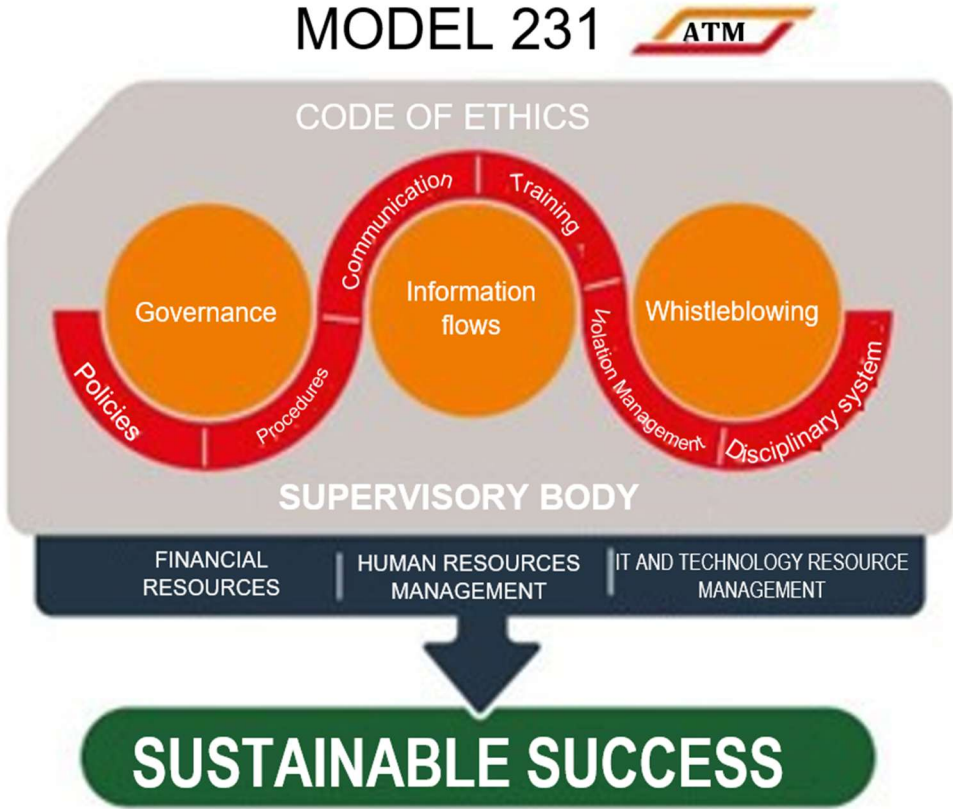 MODEL 231
ATM
CODE OF ETHICS
Communication
Training
Governance
Information
flows
Whistleblowing
Policies
Procedures
Violation Management
Disciplinary system
SUPERVISORY BODY
FINANCIAL
RESOURCES
HUMAN RESOURCES
MANAGEMENT
IT AND TECHNOLOGY RESOURCE
MANAGEMENT
SUSTAINABLE SUCCESS